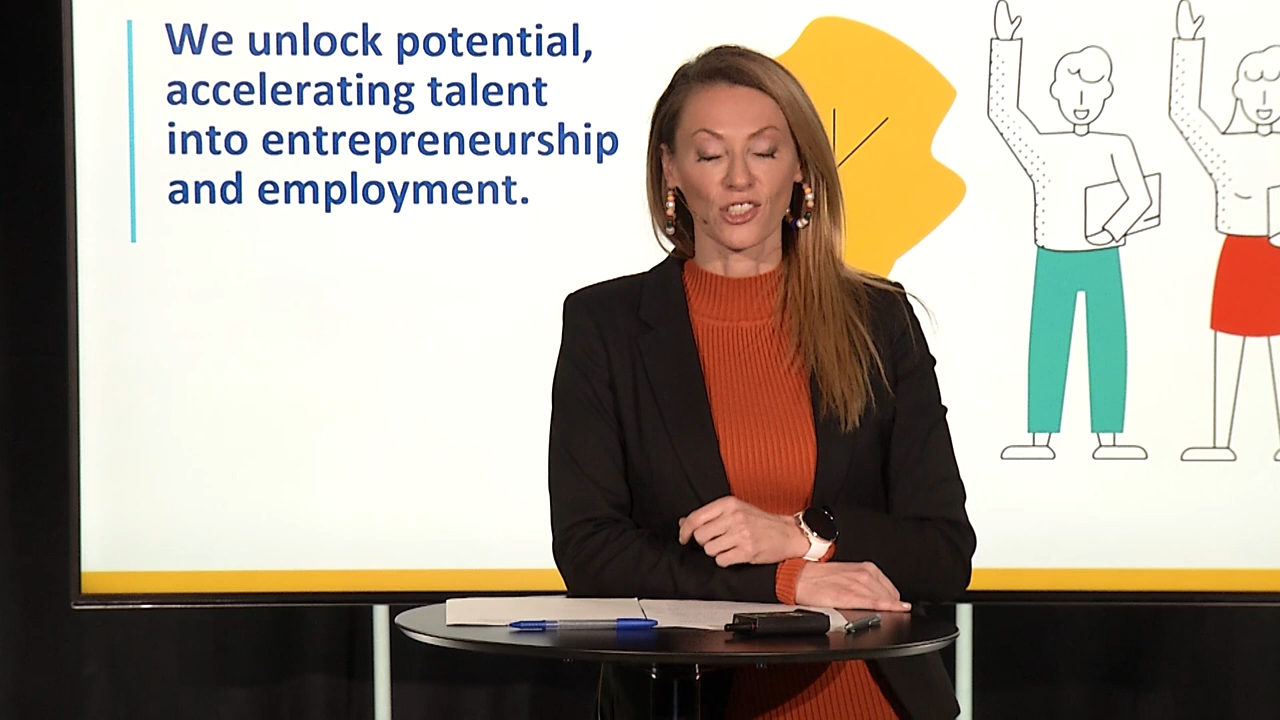 We unlock potential,
accelerating talent
into entrepreneurship
and employment.